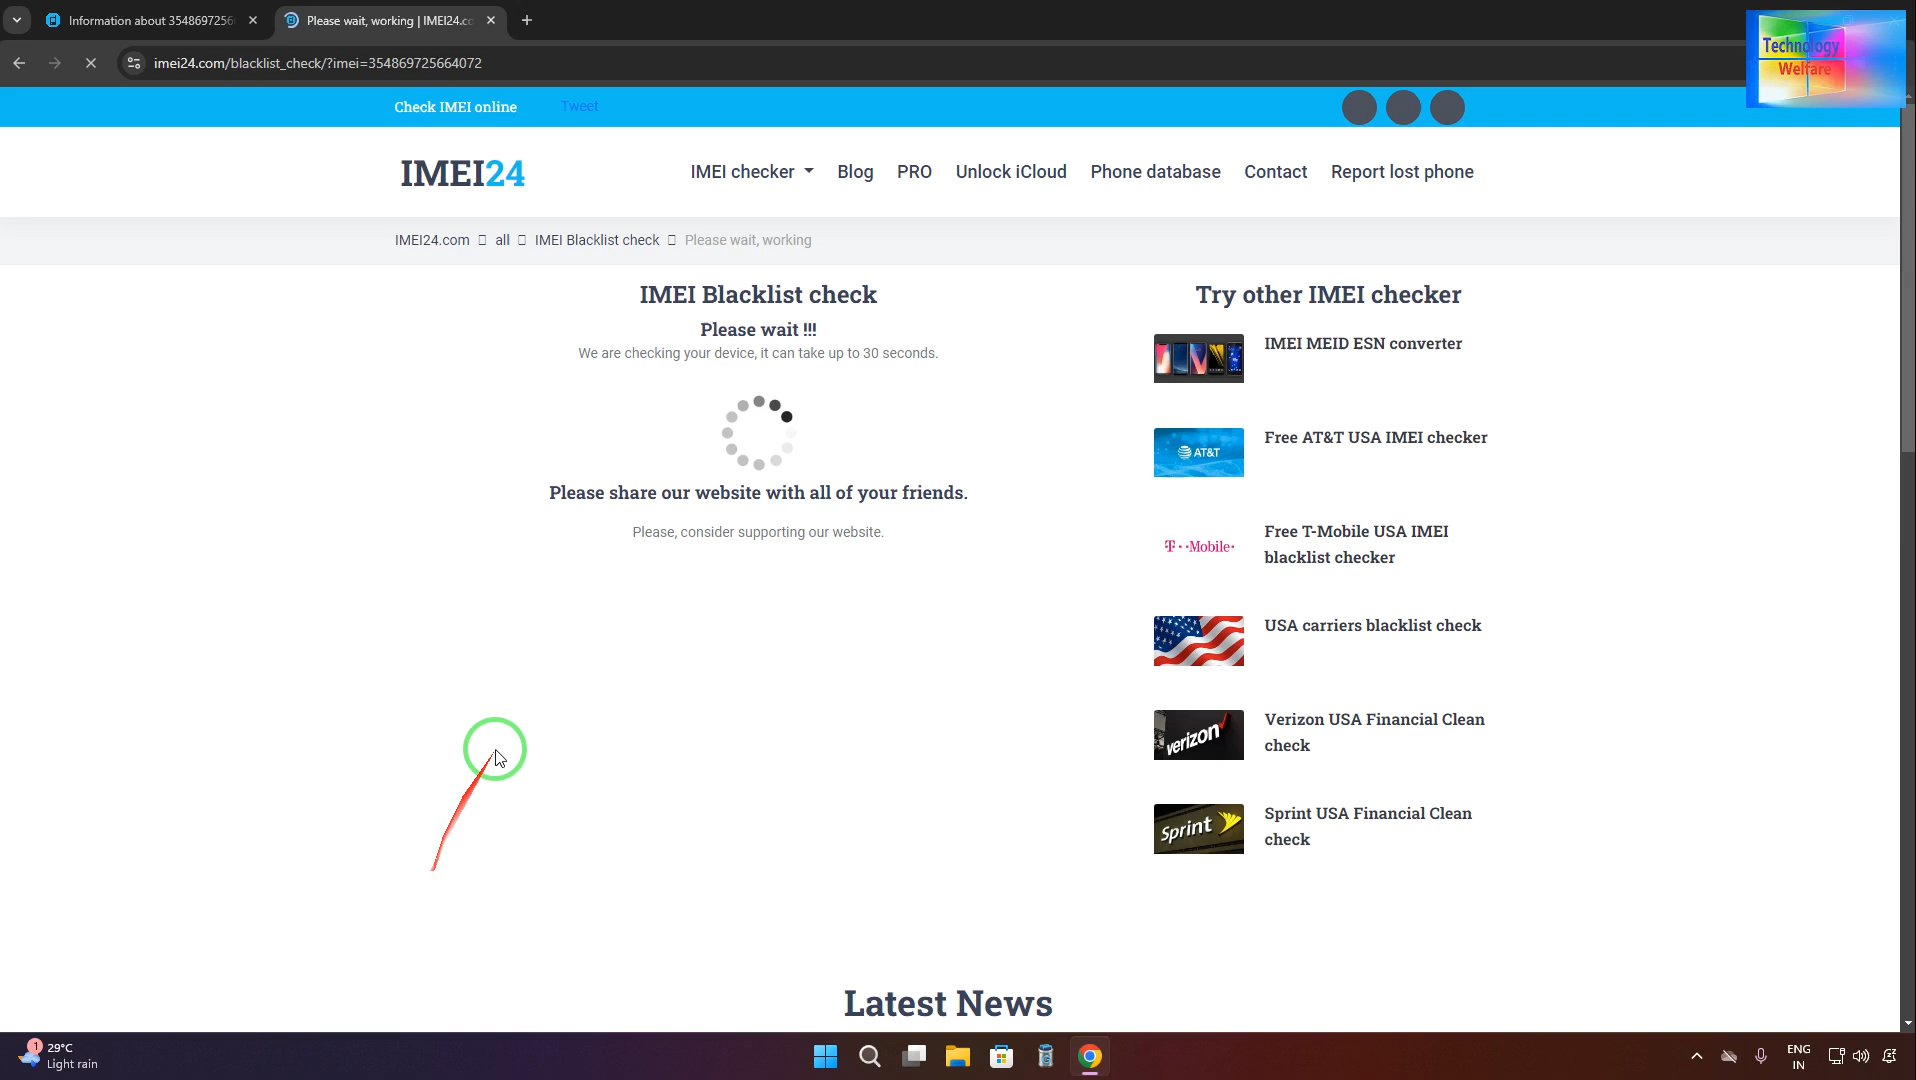 Information about 3548697256
Please wait, working | IMEI24.co
imei24.com/blacklist_check/?imei=354869725664072
Technology
Welfare
Check IMEI online
Tweet
IMEI24
IMEI checker
Blog
PRO
Unlock iCloud
Phone database
Contact
Report lost phone
IMEI24.com
all
IMEI Blacklist check
Please wait, working
IMEI Blacklist check
Please wait !!!
We are checking your device, it can take up to 30 seconds.
Please share our website with all of your friends.
Please, consider supporting our website.
Try other IMEI checker
IMEI MEID ESN converter
AT&T
Free AT&T USA IMEI checker
T··Mobile·
Free T-Mobile USA IMEI
blacklist checker
USA carriers blacklist check
verizon
Verizon USA Financial Clean
check
Sprint
Sprint USA Financial Clean
check
Latest News
1
29°C
Light rain
ENG
IN